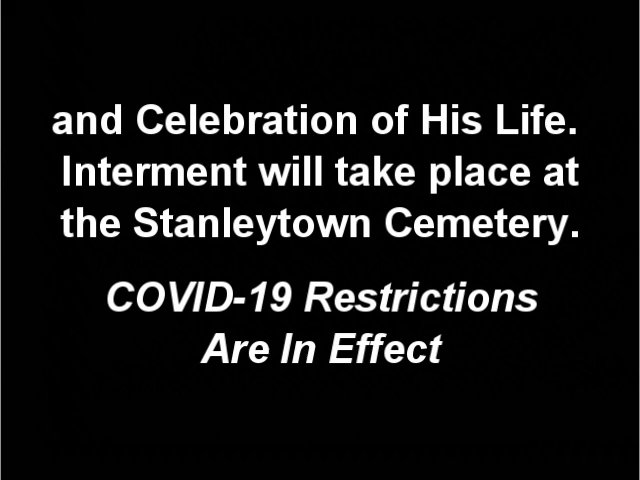 and Celebration of His Life.
Interment will take place at
the Stanleytown Cemetery.
COVID-19 Restrictions
Are In Effect